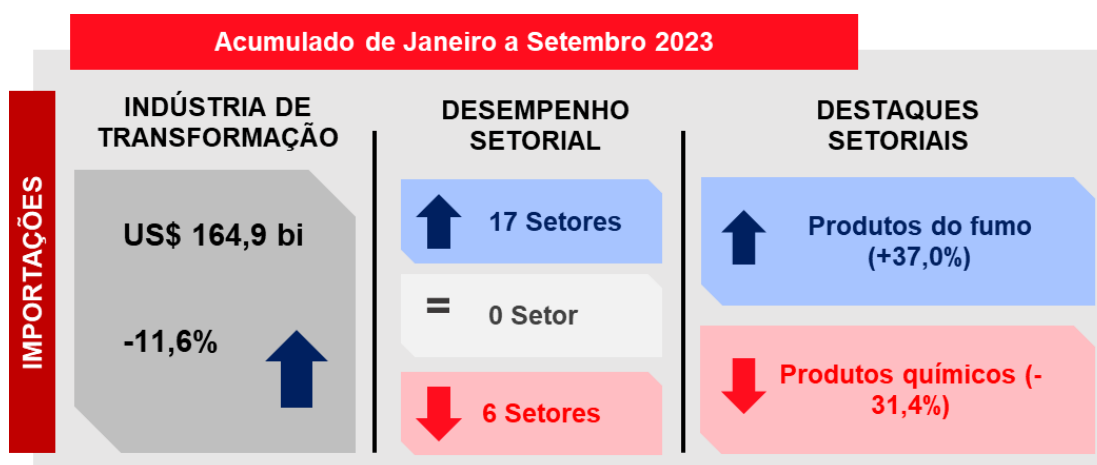 Acumulado de Janeiro a Setembro 2023
IMPORTAÇÕES
INDÚSTRIA DE
TRANSFORMAÇÃO
US$ 164,9 bi
-11,6%
DESEMPENHO
SETORIAL
17 Setores
= 0 Setor
6 Setores
DESTAQUES
SETORIAIS
Produtos do fumo
(+37,0%)
Produtos químicos (-
31,4%)